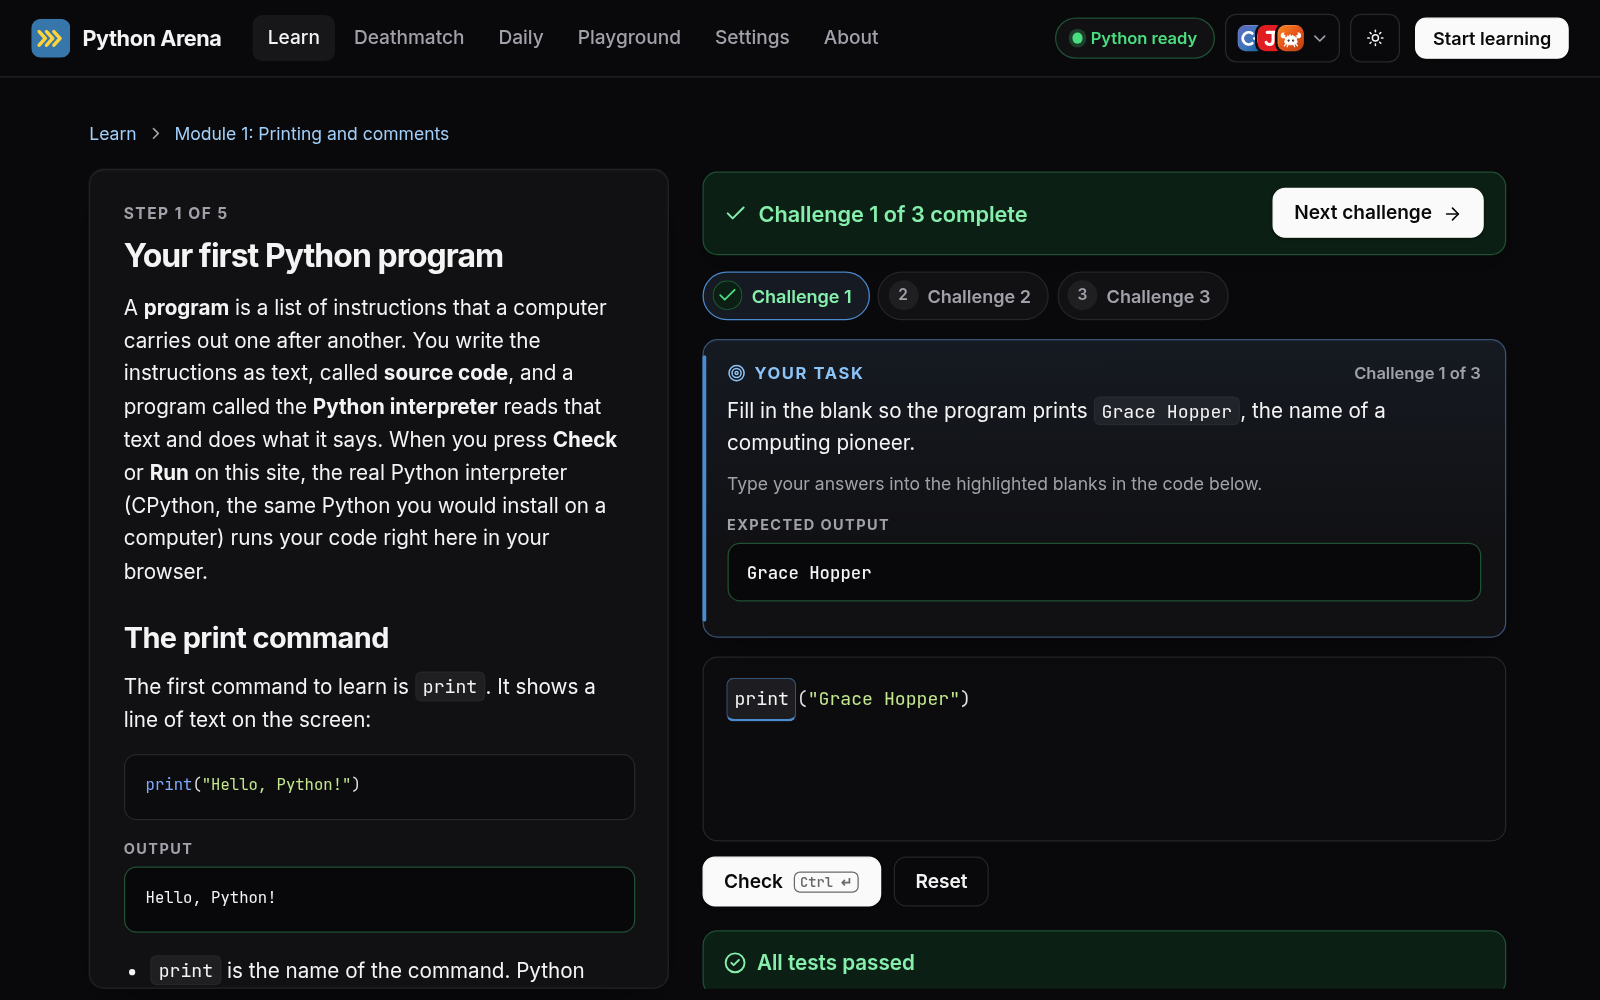 Python Arena
Learn
Deathmatch
Daily
Playground
Settings
About
Python ready
C
J
Start learning
Learn > Module 1: Printing and comments
STEP 1 OF 5
Your first Python program
A program is a list of instructions that a computer
carries out one after another. You write the
instructions as text, called source code, and a
program called the Python interpreter reads that
text and does what it says. When you press Check
or Run on this site, the real Python interpreter
(CPython, the same Python you would install on a
computer) runs your code right here in your
browser.
The print command
The first command to learn is print. It shows a
line of text on the screen:
print("Hello, Python!")
OUTPUT
Hello, Python!
• print is the name of the command. Python
Challenge 1 of 3 complete
Next challenge →
Challenge 1
2 Challenge 2
3 Challenge 3
YOUR TASK
Challenge 1 of 3
Fill in the blank so the program prints Grace Hopper, the name of a
computing pioneer.
Type your answers into the highlighted blanks in the code below.
EXPECTED OUTPUT
Grace Hopper
print("Grace Hopper")
Check Ctrl ↵
Reset
All tests passed